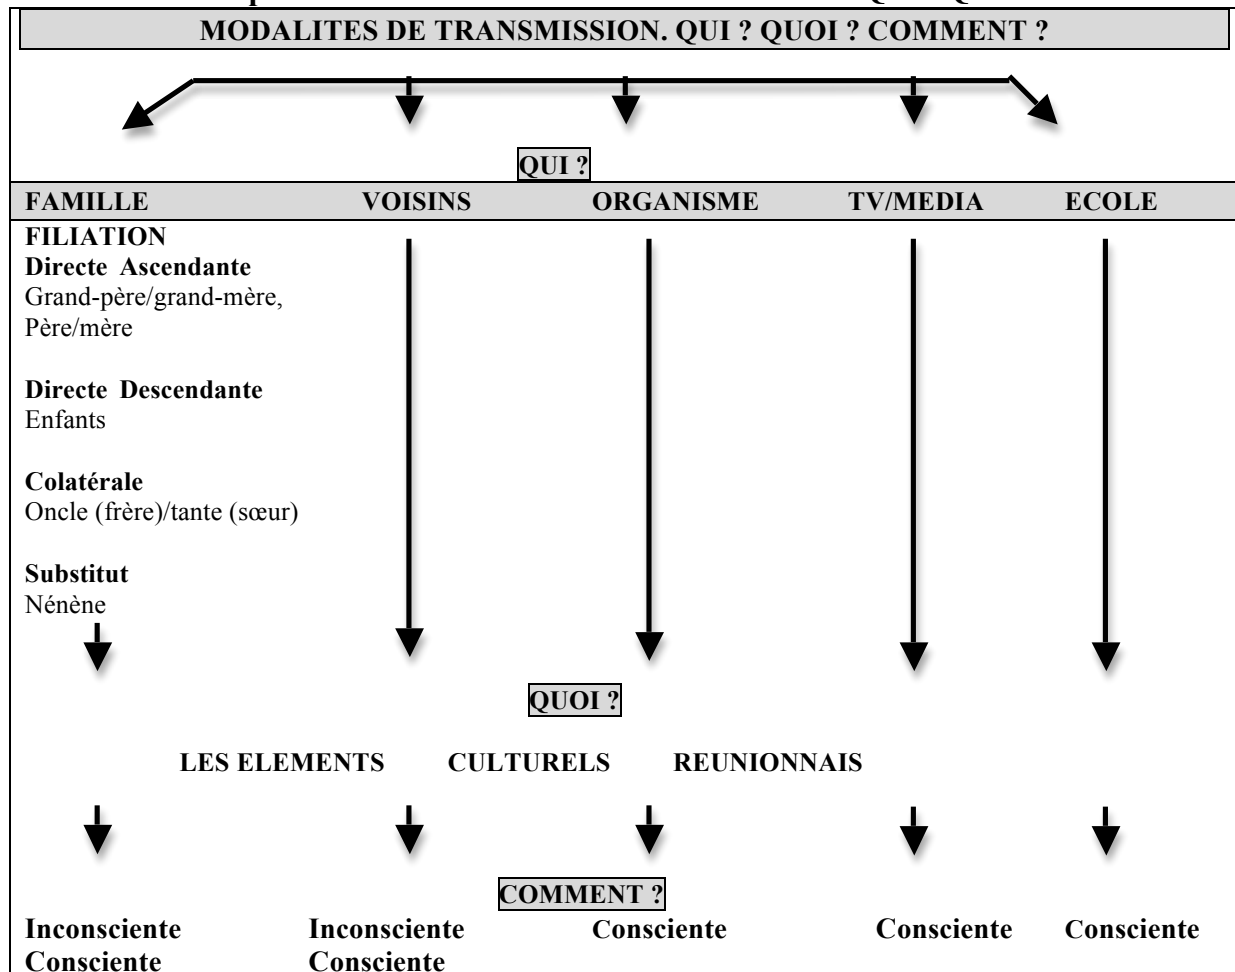 MODALITES DE TRANSMISSION. QUI ? QUOI ? COMMENT ?
QUI ?
FAMILLE VOISINS ORGANISME TV/MEDIA ECOLE
FILIATION
Directe Ascendante
Grand-père/grand-mère,
Père/mère
Directe Descendante
Enfants
Colatérale
Oncle (frère)/tante (sœur)
Substitut
Nénène
QUOI ?
LES ELEMENTS CULTURELS REUNIONNAIS
COMMENT ?
Inconsciente Inconsciente Consciente Consciente Consciente
Consciente Consciente